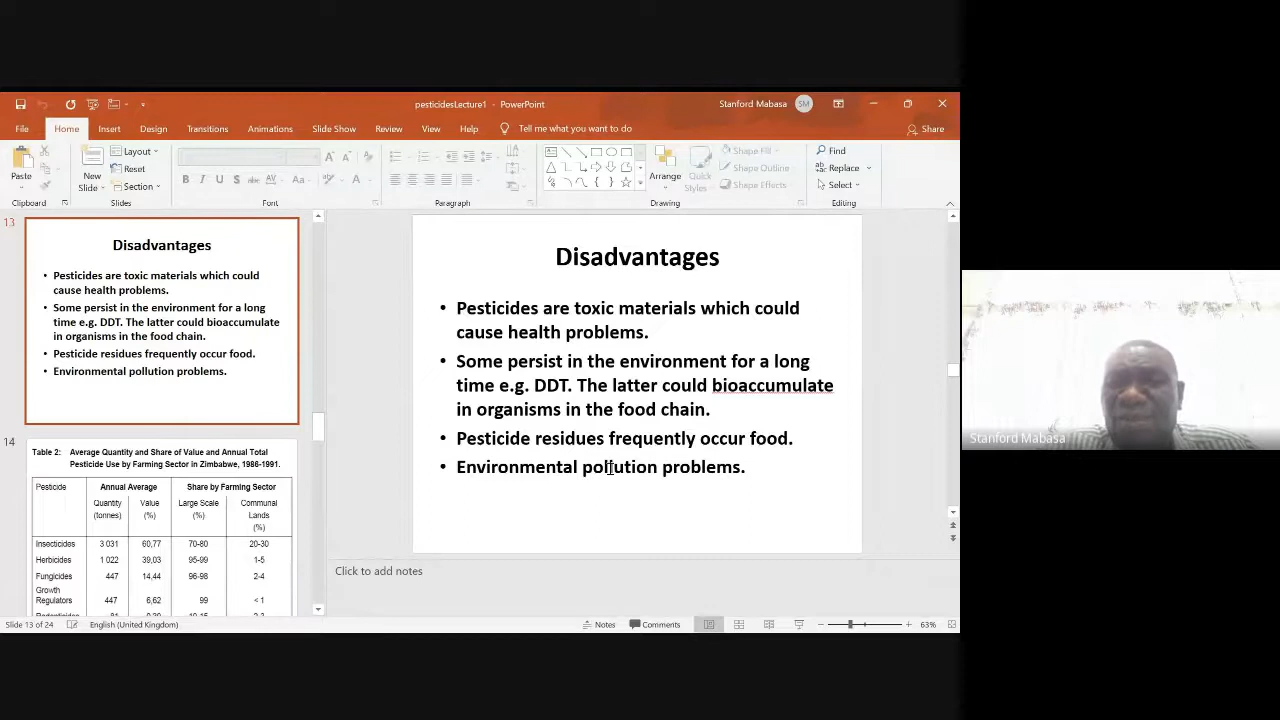 pesticidesLecture1 - PowerPoint
Stanford Mabasa SM
File Home Insert Design Transitions Animations Slide Show Review View Help Tell me what you want to do Share
Paste
Clipboard
New
Slide
Layout
Reset
Section
Slides
B I U S abc AV Aa A
Font
Paragraph
Arrange
Quick
Styles
Shape Fill
Shape Outline
Shape Effects
Drawing
Find
Replace
Select
Editing
13
Disadvantages
• Pesticides are toxic materials which could
cause health problems.
• Some persist in the environment for a long
time e.g. DDT. The latter could bioaccumulate
in organisms in the food chain.
• Pesticide residues frequently occur food.
• Environmental pollution problems.
14
Table 2: Average Quantity and Share of Value and Annual Total
Pesticide Use by Farming Sector in Zimbabwe, 1986-1991.
Pesticide Annual Average Share by Farming Sector
Quantity Value Large Scale Communal
(tonnes) (%) (%) Lands
(%)
Insecticides 3 031 60,77 70-80 20-30
Herbicides 1 022 39,03 95-99 1-5
Fungicides 447 14,44 96-98 2-4
Growth
Regulators 447 6,62 99 < 1
Disadvantages
• Pesticides are toxic materials which could
cause health problems.
• Some persist in the environment for a long
time e.g. DDT. The latter could bioaccumulate
in organisms in the food chain.
• Pesticide residues frequently occur food.
• Environmental pollution problems.
Click to add notes
Stanford Mabasa
Slide 13 of 24 English (United Kingdom) Notes Comments 63%